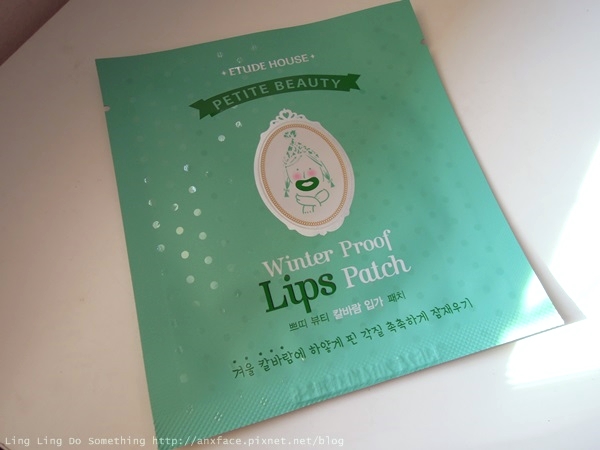 ETUDE HOUSE
PETITE BEAUTY
Winter Proof
Lips Patch
쁘띠 뷰티 칼바람 입가 패치
겨울 칼바람에 하얗게 핀 각질 촉촉하게 잠재우기
Ling Ling Do Something http://anxface.pixnet.net/blog